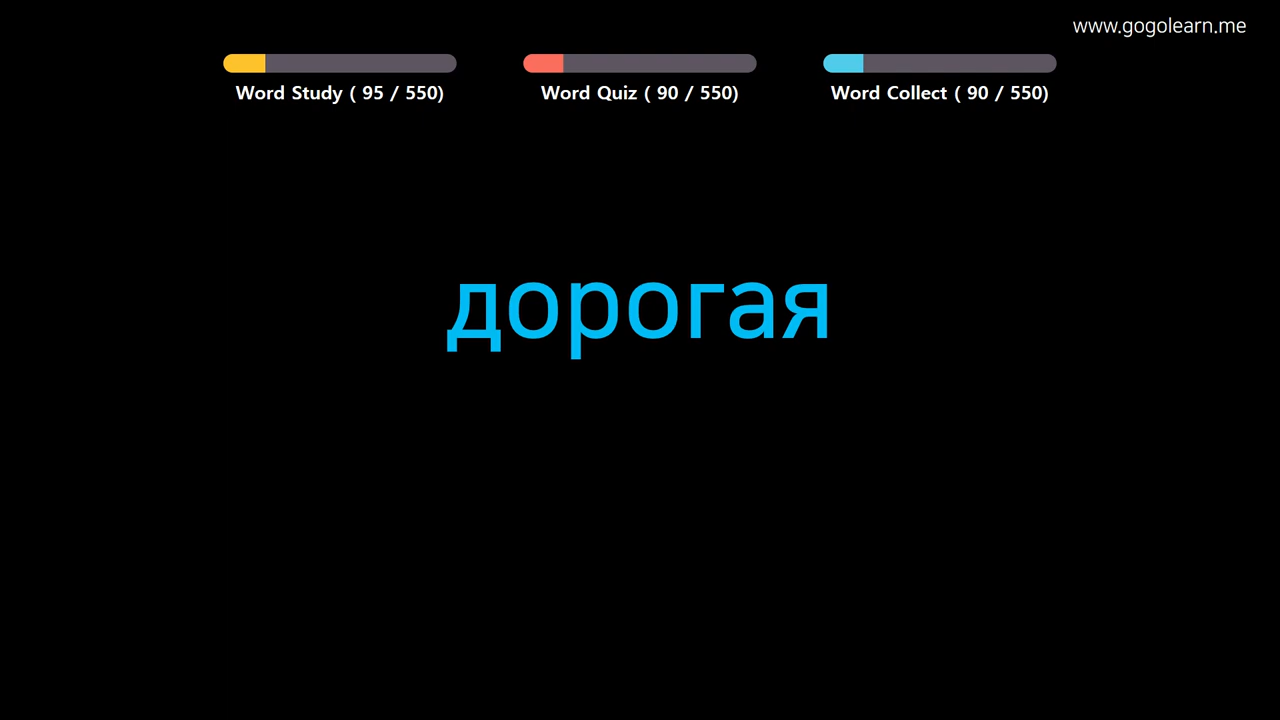 www.gogolearn.me
Word Study ( 95 / 550)
Word Quiz ( 90 / 550)
Word Collect ( 90 / 550)
дорогая